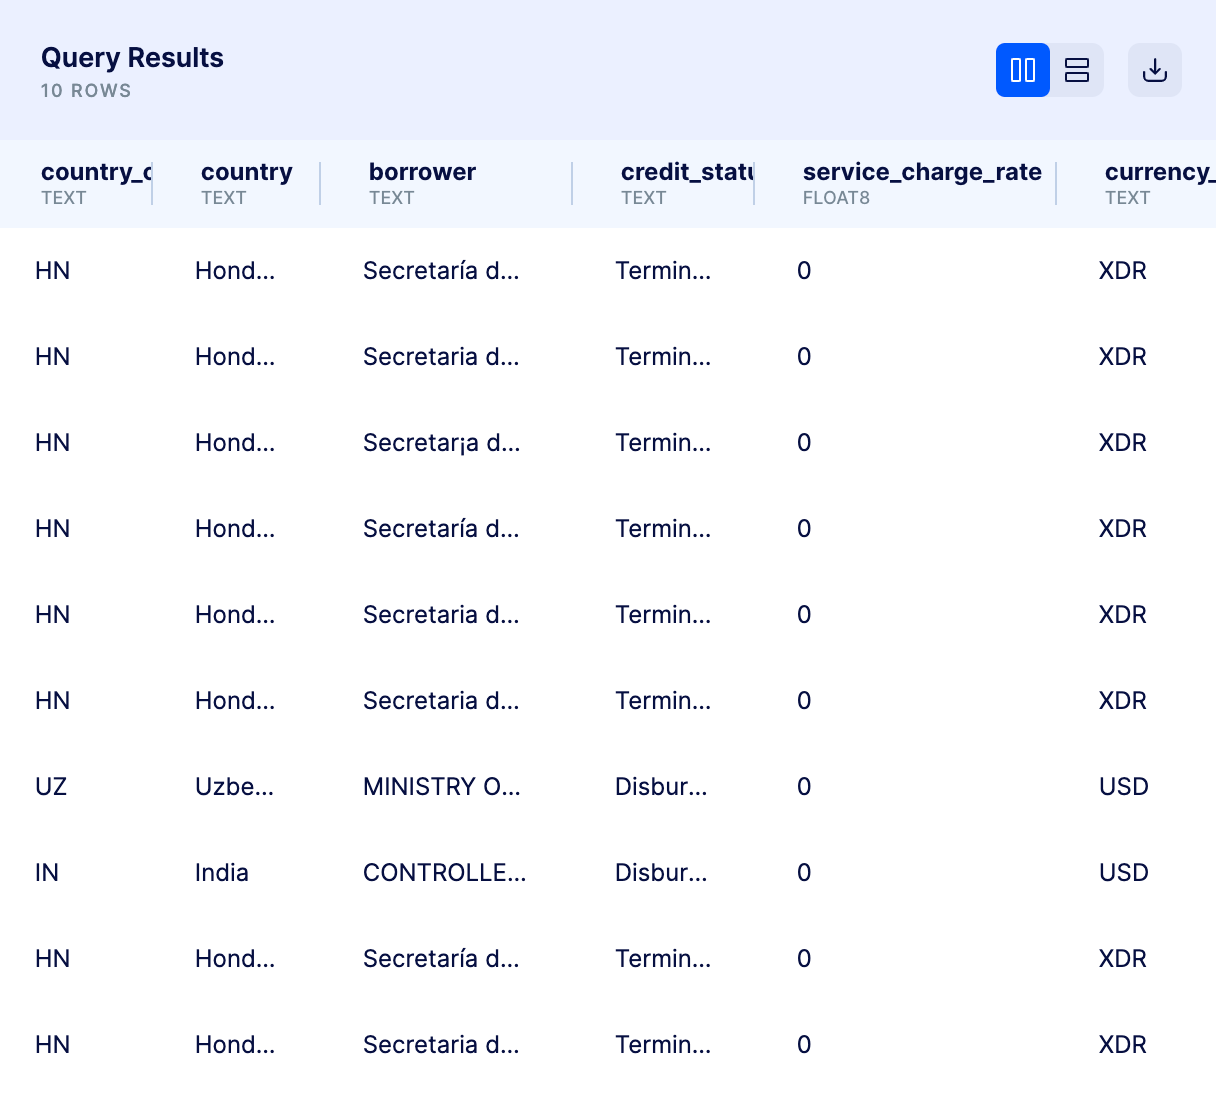 Query Results
10 ROWS
country_c country borrower credit_statu service_charge_rate currency_
TEXT TEXT TEXT TEXT FLOAT8 TEXT
HN Hond... Secretaría d... Termin... 0 XDR
HN Hond... Secretaria d... Termin... 0 XDR
HN Hond... Secretar¡a d... Termin... 0 XDR
HN Hond... Secretaría d... Termin... 0 XDR
HN Hond... Secretaria d... Termin... 0 XDR
HN Hond... Secretaria d... Termin... 0 XDR
UZ Uzbe... MINISTRY O... Disbur... 0 USD
IN India CONTROLLE... Disbur... 0 USD
HN Hond... Secretaría d... Termin... 0 XDR
HN Hond... Secretaria d... Termin... 0 XDR